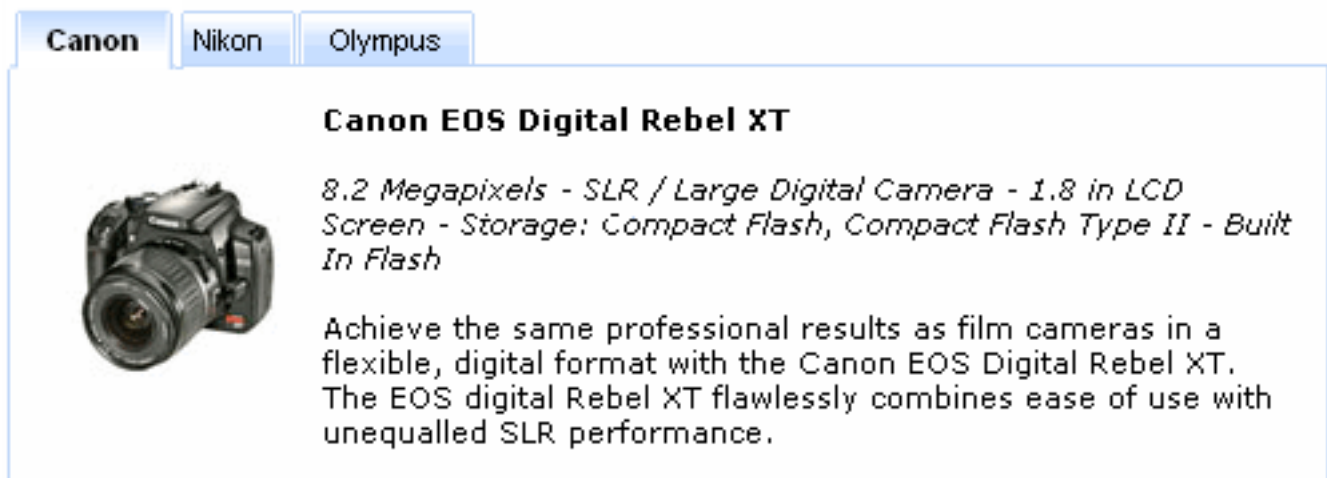 Canon Nikon Olympus
Canon EOS Digital Rebel XT
8.2 Megapixels - SLR / Large Digital Camera - 1.8 in LCD
Screen - Storage: Compact Flash, Compact Flash Type II - Built
In Flash
Achieve the same professional results as film cameras in a
flexible, digital format with the Canon EOS Digital Rebel XT.
The EOS digital Rebel XT flawlessly combines ease of use with
unequalled SLR performance.
Canon